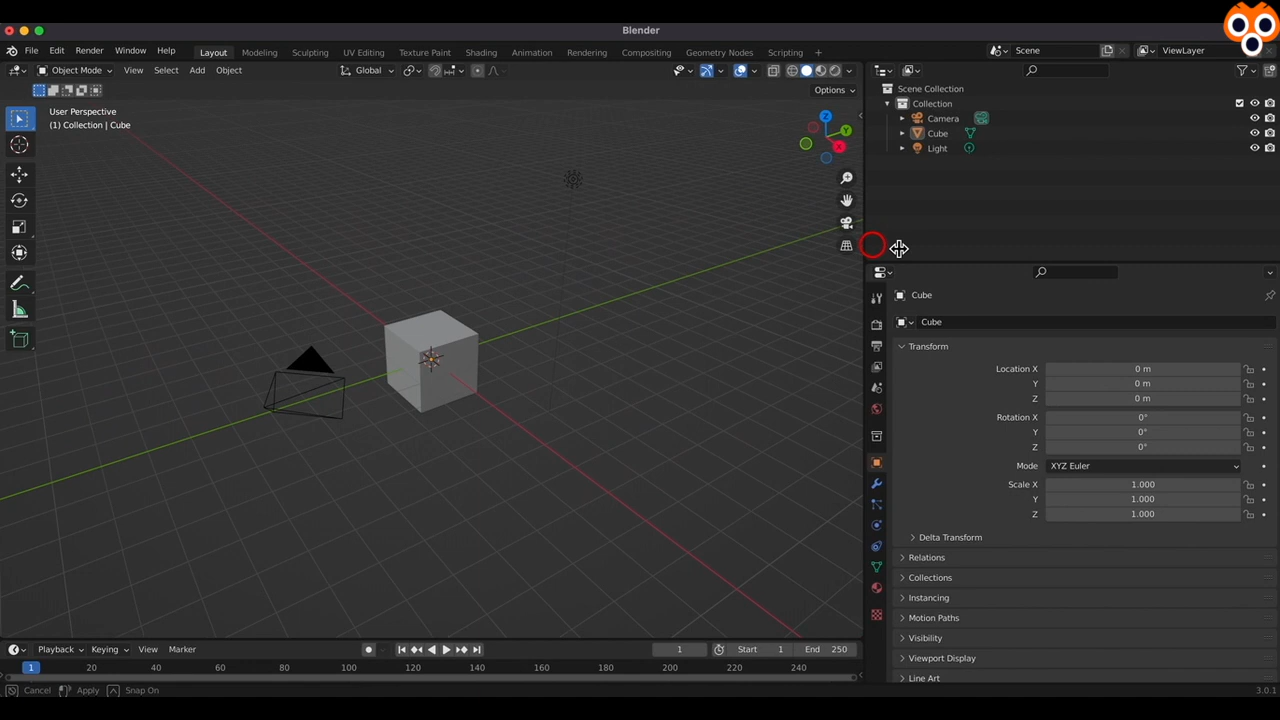 Blender
File Edit Render Window Help
Layout Modeling Sculpting UV Editing Texture Paint Shading Animation Rendering Compositing Geometry Nodes Scripting +
Scene
ViewLayer
Object Mode View Select Add Object
Global
Options
User Perspective
(1) Collection | Cube
Z
Y
X
Scene Collection
Collection
Camera
Cube
Light
Cube
Cube
Transform
Location X 0 m
Y 0 m
Z 0 m
Rotation X 0°
Y 0°
Z 0°
Mode XYZ Euler
Scale X 1.000
Y 1.000
Z 1.000
Delta Transform
Relations
Collections
Instancing
Motion Paths
Visibility
Viewport Display
Line Art
Playback Keying View Marker
1
Start 1
End 250
1 20 40 60 80 100 120 140 160 180 200 220 240
Cancel Apply Snap On
3.0.1